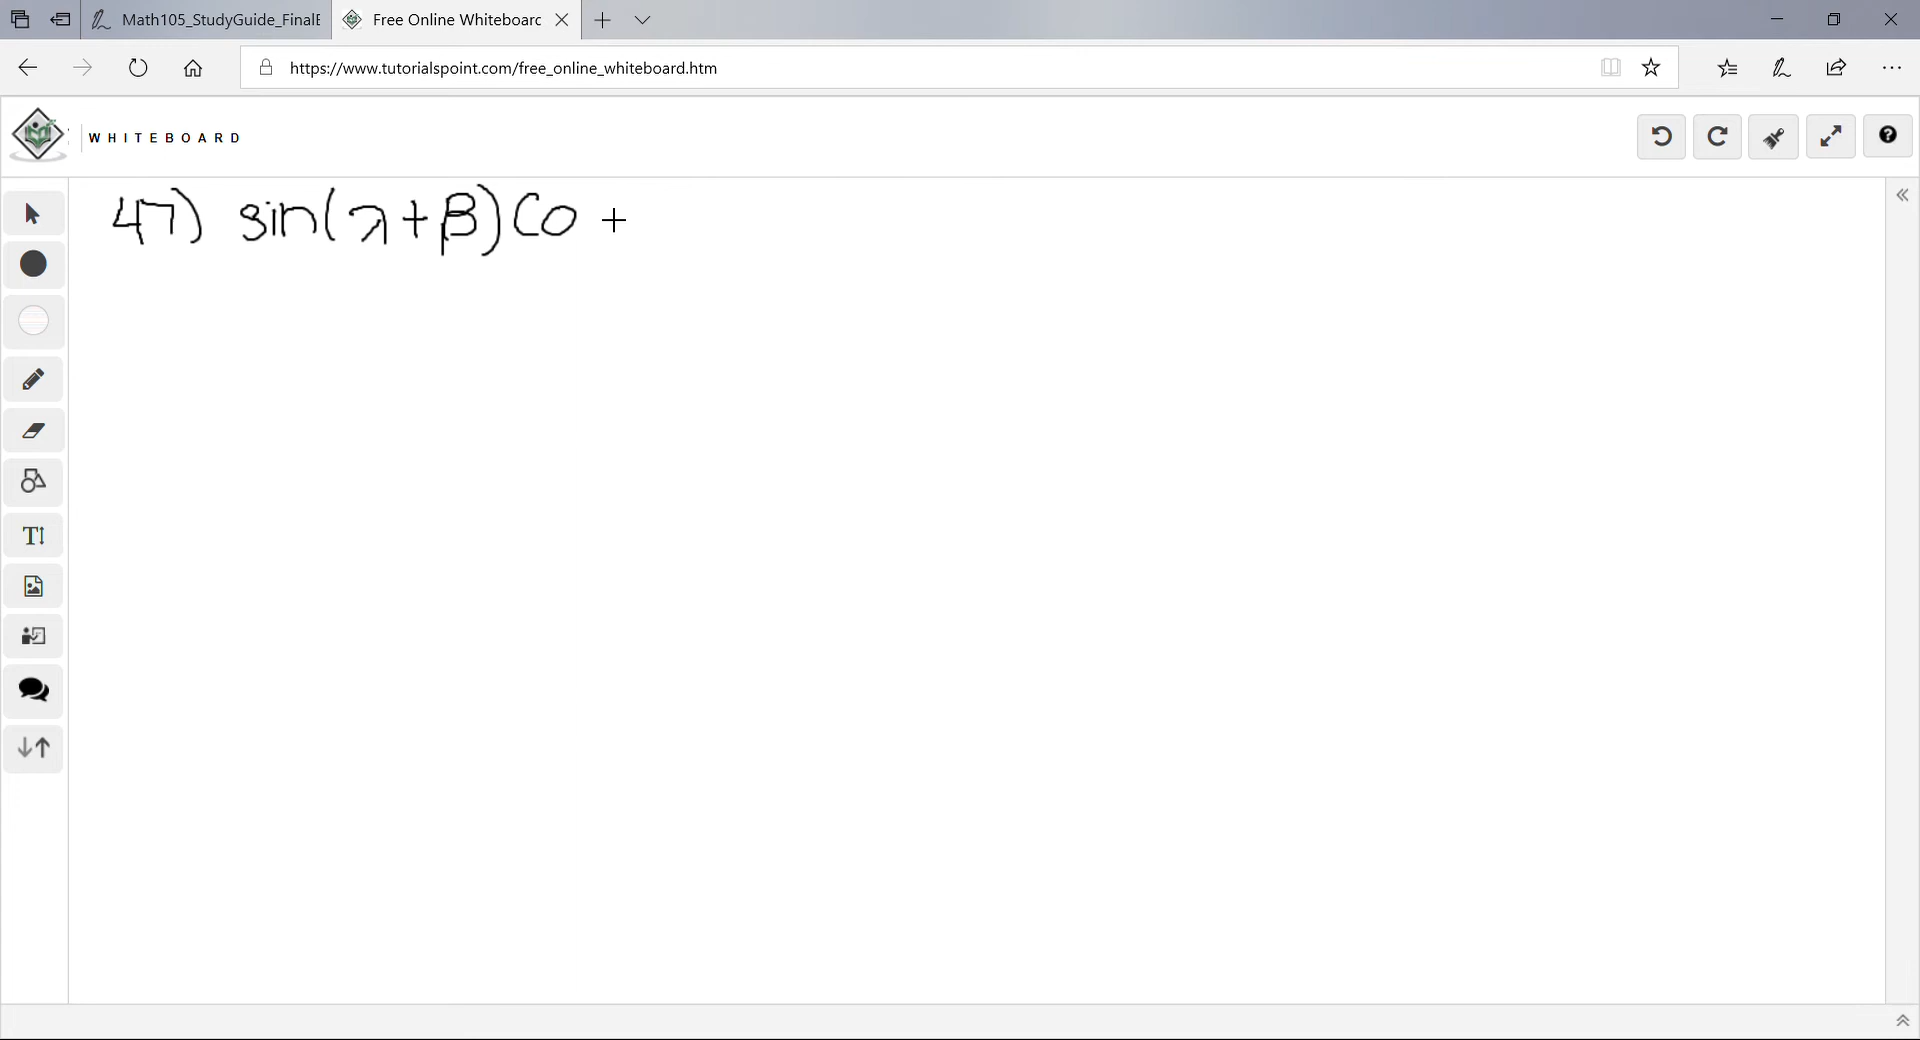 Math105_StudyGuide_FinalE
Free Online Whiteboarc
https://www.tutorialspoint.com/free_online_whiteboard.htm
WHITEBOARD
47) sin(λ+β)Co